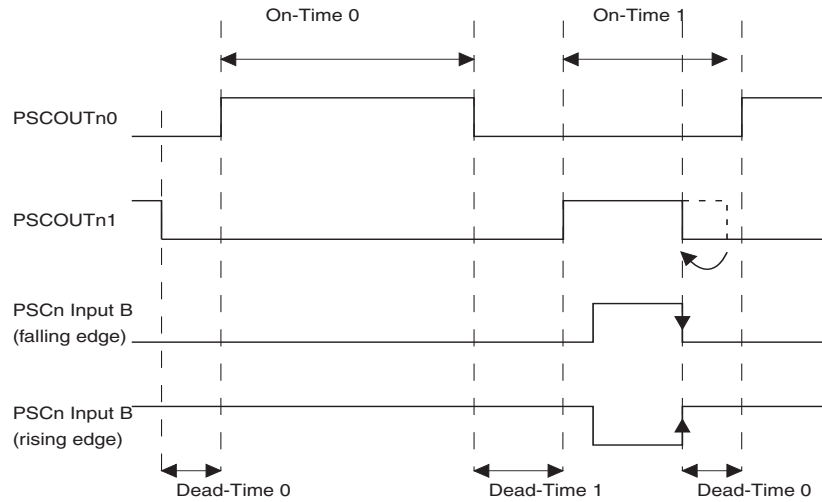 On-Time 0
On-Time 1
PSCOUTn0
PSCOUTn1
PSCn Input B
(falling edge)
PSCn Input B
(rising edge)
Dead-Time 0
Dead-Time 1
Dead-Time 0